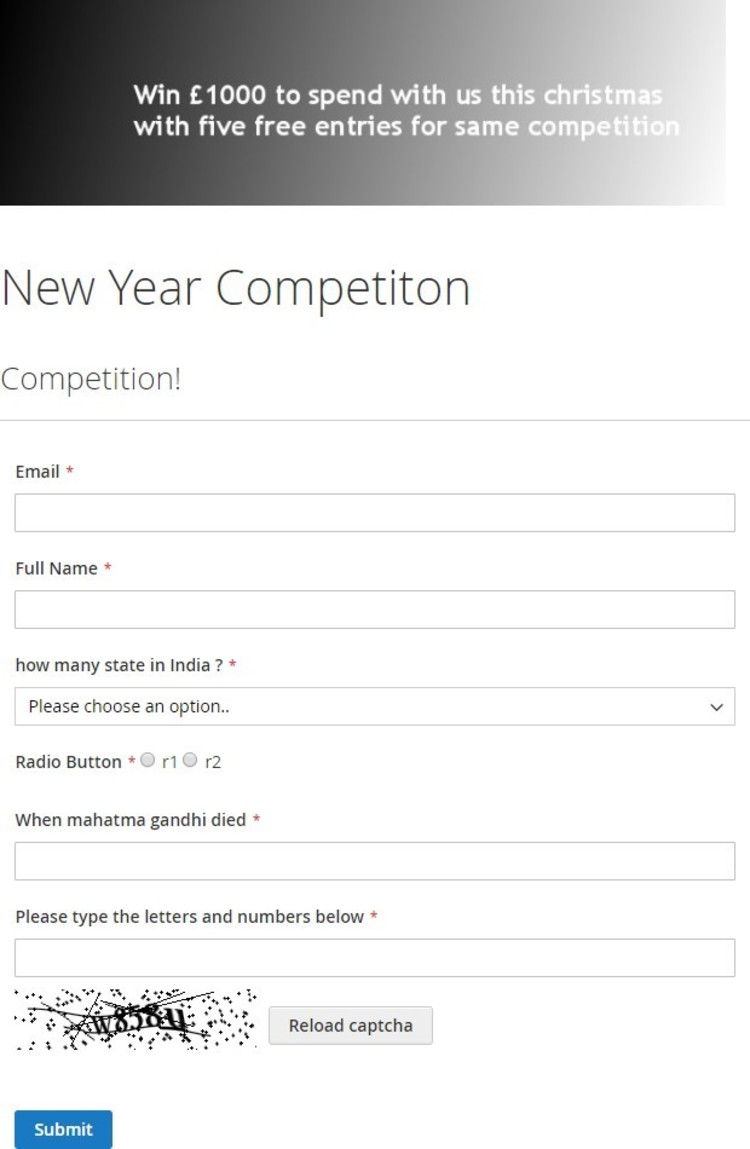 Win £1000 to spend with us this christmas
with five free entries for same competition
New Year Competiton
Competition!
Email *
Full Name *
how many state in India ? *
Please choose an option..
Radio Button * r1 r2
When mahatma gandhi died *
Please type the letters and numbers below *
Reload captcha
Submit